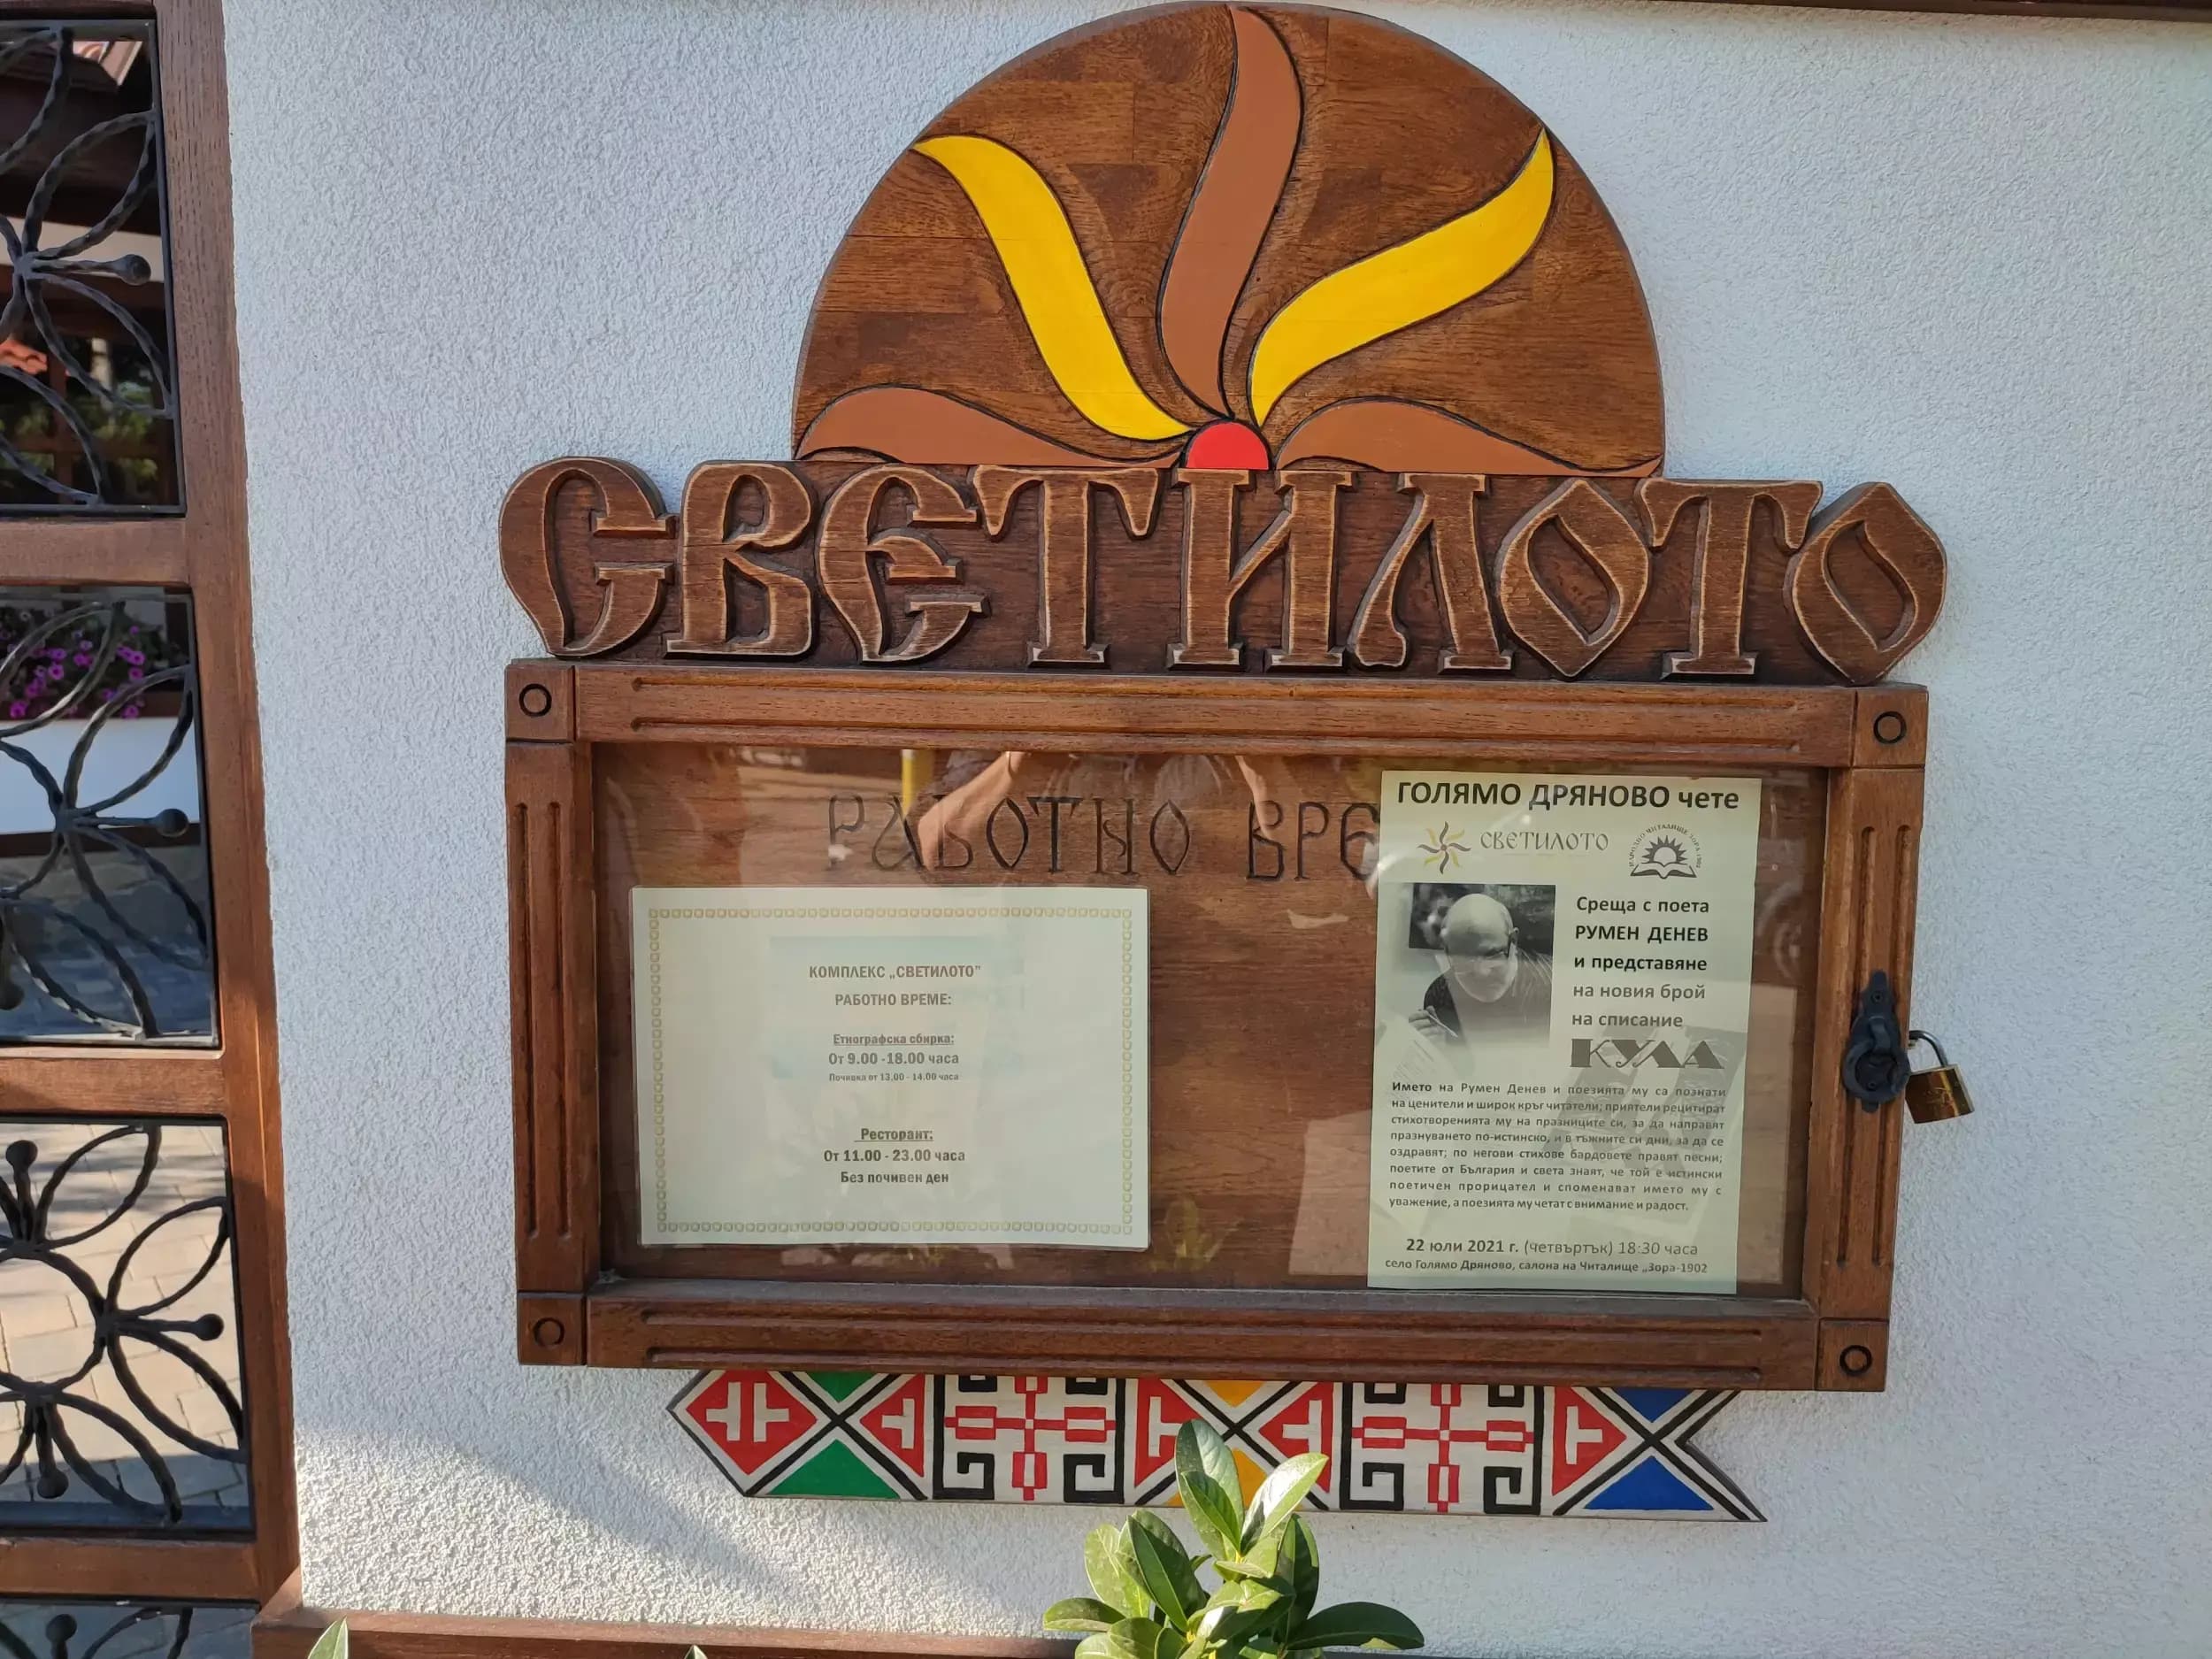 СВЕТИЛОТО
РАБОТНО ВРЕ
КОМПЛЕКС „СВЕТИЛОТО”
РАБОТНО ВРЕМЕ:
Етнографска сбирка:
От 9.00 -18.00 часа
Почивка от 13.00 - 14.00 часа
Ресторант:
От 11.00 - 23.00 часа
Без почивен ден
ГОЛЯМО ДРЯНОВО чете
СВЕТИЛОТО
НАРОДНО ЧИТАЛИЩЕ ЗОРА 1902
Среща с поета
РУМЕН ДЕНЕВ
и представяне
на новия брой
на списание
КУЛА
Името на Румен Денев и поезията му са познати
на ценители и широк кръг читатели; приятели рецитират
стихотворенията му на празниците си, за да направят
празнуването по-истинско, и в тъжните си дни, за да се
оздравят; по негови стихове бардовете правят песни;
поетите от България и света знаят, че той е истински
поетичен прорицател и споменават името му с
уважение, а поезията му четат с внимание и радост.
22 юли 2021 г. (четвъртък) 18:30 часа
село Голямо Дряново, салона на Читалище „Зора-1902